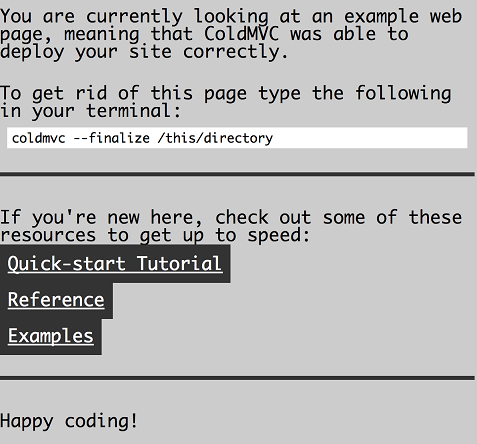 You are currently looking at an example web
page, meaning that ColdMVC was able to
deploy your site correctly.
To get rid of this page type the following
in your terminal:
coldmvc --finalize /this/directory
If you're new here, check out some of these
resources to get up to speed:
Quick-start Tutorial
Reference
Examples
Happy coding!